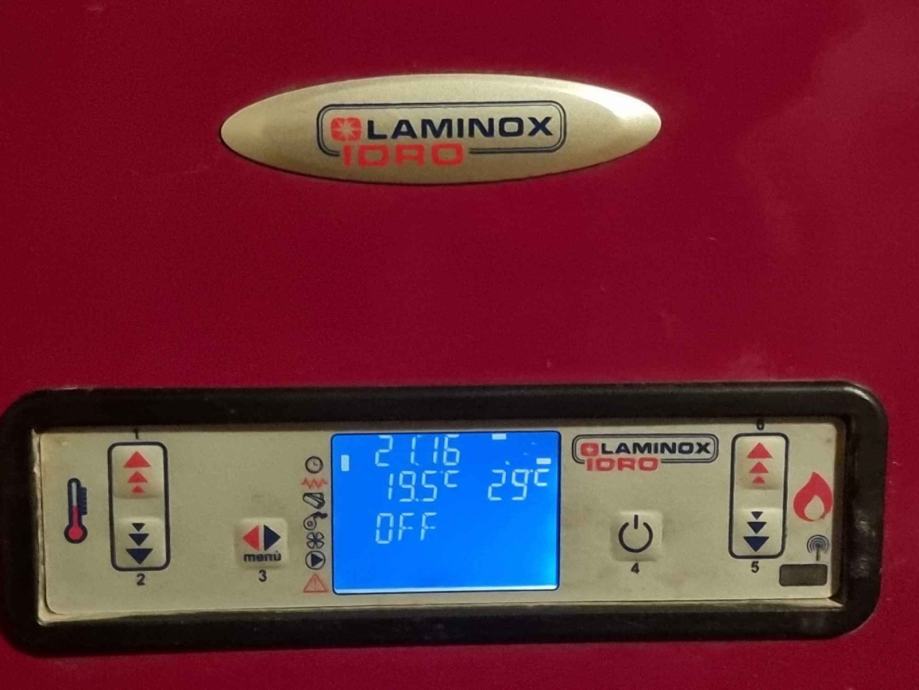 LAMINOX
IDRO
21:16
19.5°C 29°C
OFF
LAMINOX
IDRO
1
2
menù
3
4
6
5